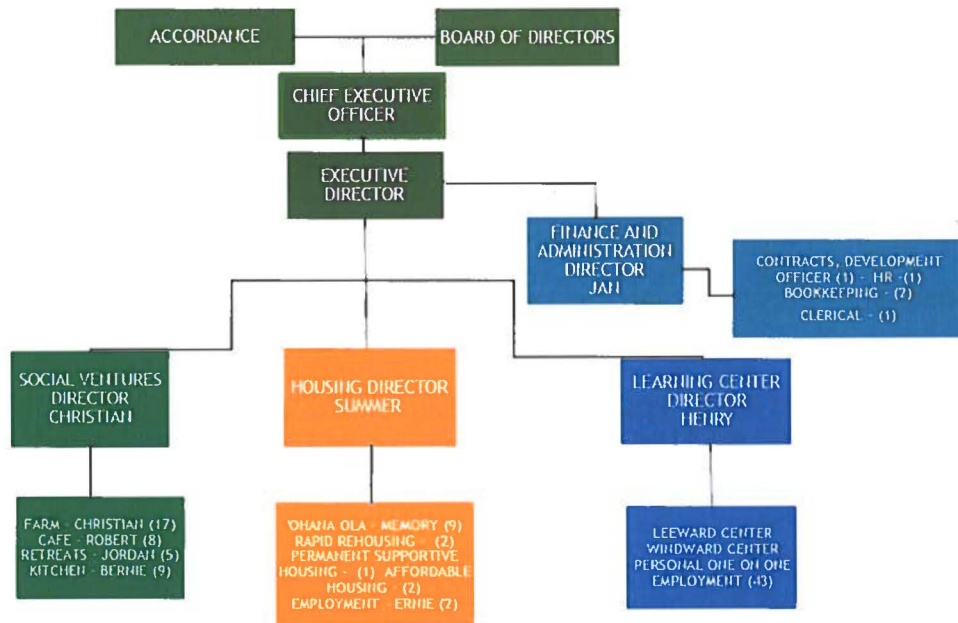 ACCORDANCE
BOARD OF DIRECTORS
CHIEF EXECUTIVE
OFFICER
EXECUTIVE
DIRECTOR
FINANCE AND
ADMINISTRATION
DIRECTOR
JAN
CONTRACTS, DEVELOPMENT
OFFICER (1) - HR -(1)
BOOKKEEPING - (2)
CLERICAL - (1)
SOCIAL VENTURES
DIRECTOR
CHRISTIAN
HOUSING DIRECTOR
SUMMER
LEARNING CENTER
DIRECTOR
HENRY
FARM - CHRISTIAN (17)
CAFE - ROBERT (8)
RETREATS - JORDAN (5)
KITCHEN - BERNIE (9)
'OHANA OLA - MEMORY (9)
RAPID REHOUSING - (2)
PERMANENT SUPPORTIVE
HOUSING - (1) AFFORDABLE
HOUSING - (2)
EMPLOYMENT - ERNIE (2)
LEEWARD CENTER
WINDWARD CENTER
PERSONAL ONE ON ONE
EMPLOYMENT (43)